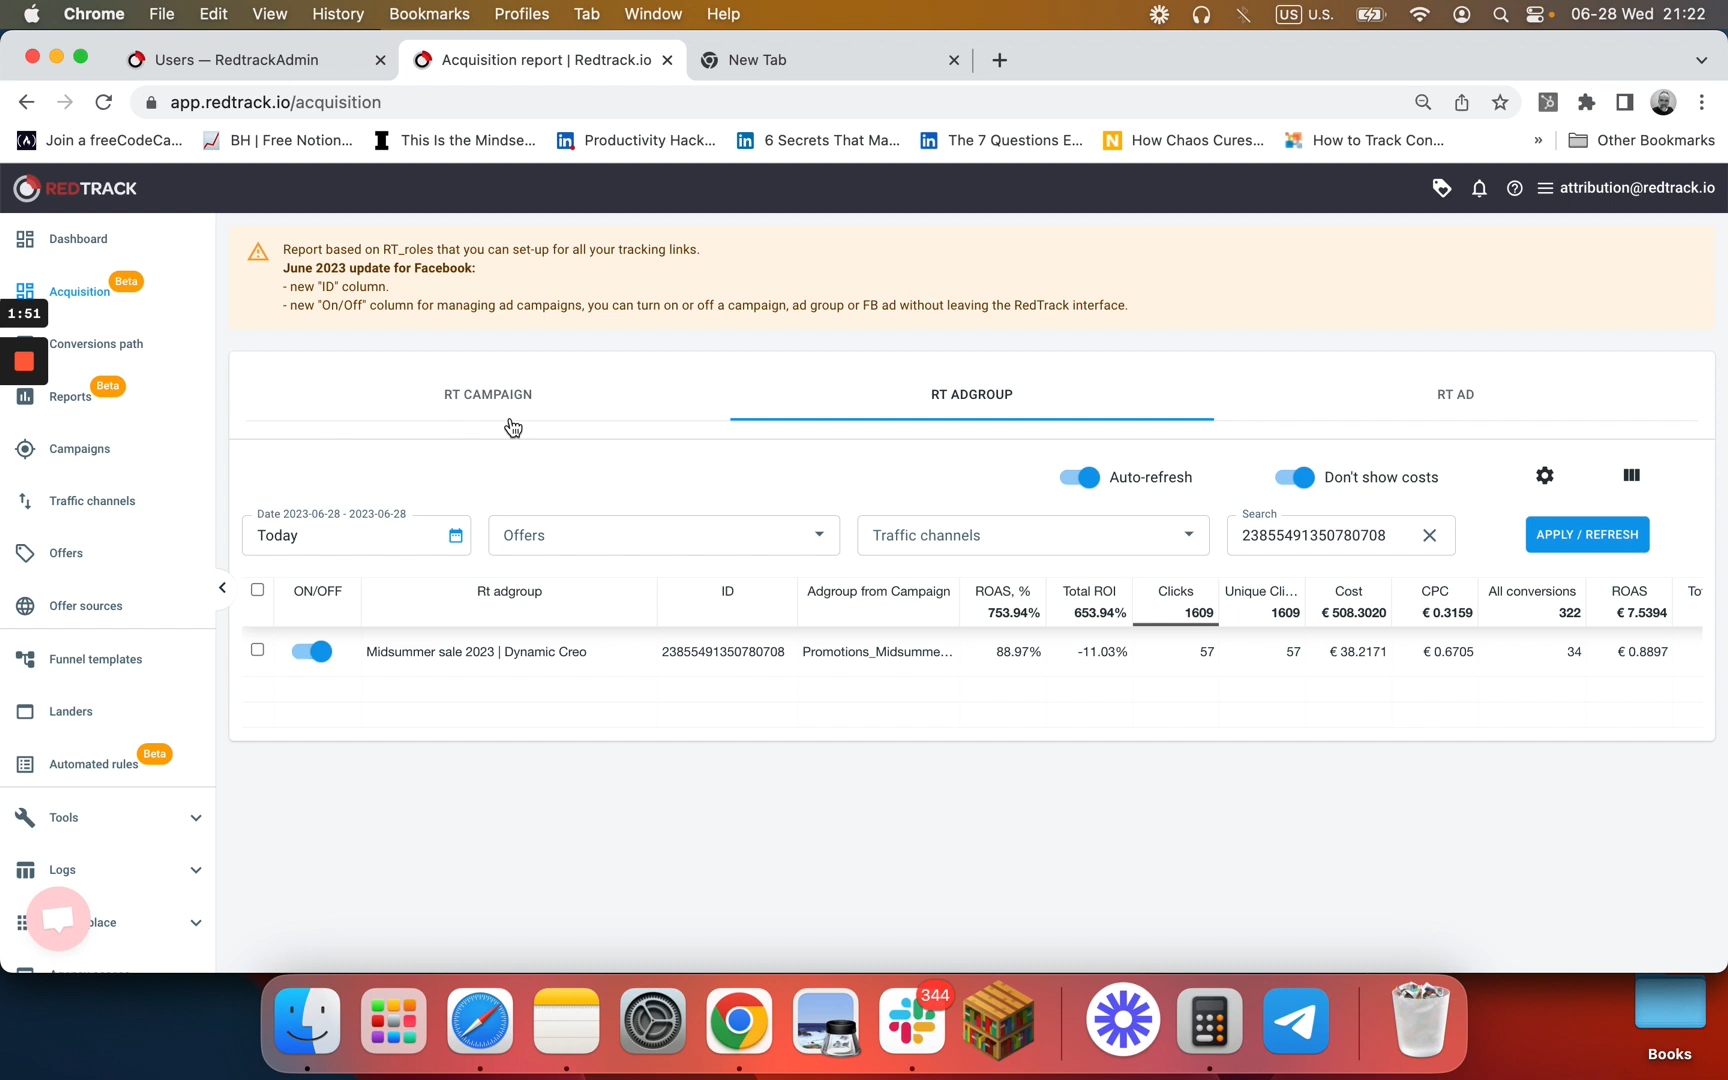 Chrome File Edit View History Bookmarks Profiles Tab Window Help
US U.S. 06-28 Wed 21:22
Users — RedtrackAdmin
Acquisition report | Redtrack.io
New Tab
app.redtrack.io/acquisition
Join a freeCodeCa...
BH | Free Notion...
This Is the Mindse...
Productivity Hack...
6 Secrets That Ma...
The 7 Questions E...
How Chaos Cures...
How to Track Con...
» Other Bookmarks
REDTRACK
attribution@redtrack.io
Dashboard
Acquisition Beta
1:51
Conversions path
Reports Beta
Campaigns
Traffic channels
Offers
Offer sources
Funnel templates
Landers
Automated rules Beta
Tools
Logs
place
Report based on RT_roles that you can set-up for all your tracking links.
June 2023 update for Facebook:
- new "ID" column.
- new "On/Off" column for managing ad campaigns, you can turn on or off a campaign, ad group or FB ad without leaving the RedTrack interface.
RT CAMPAIGN RT ADGROUP RT AD
Auto-refresh Don't show costs
Date 2023-06-28 - 2023-06-28
Today
Offers
Traffic channels
Search
23855491350780708
APPLY / REFRESH
ON/OFF Rt adgroup ID Adgroup from Campaign ROAS, % Total ROI Clicks Unique Cli... Cost CPC All conversions ROAS To
753.94% 653.94% 1609 1609 € 508.3020 € 0.3159 322 € 7.5394
Midsummer sale 2023 | Dynamic Creo 23855491350780708 Promotions_Midsumme... 88.97% -11.03% 57 57 € 38.2171 € 0.6705 34 € 0.8897
344
Books